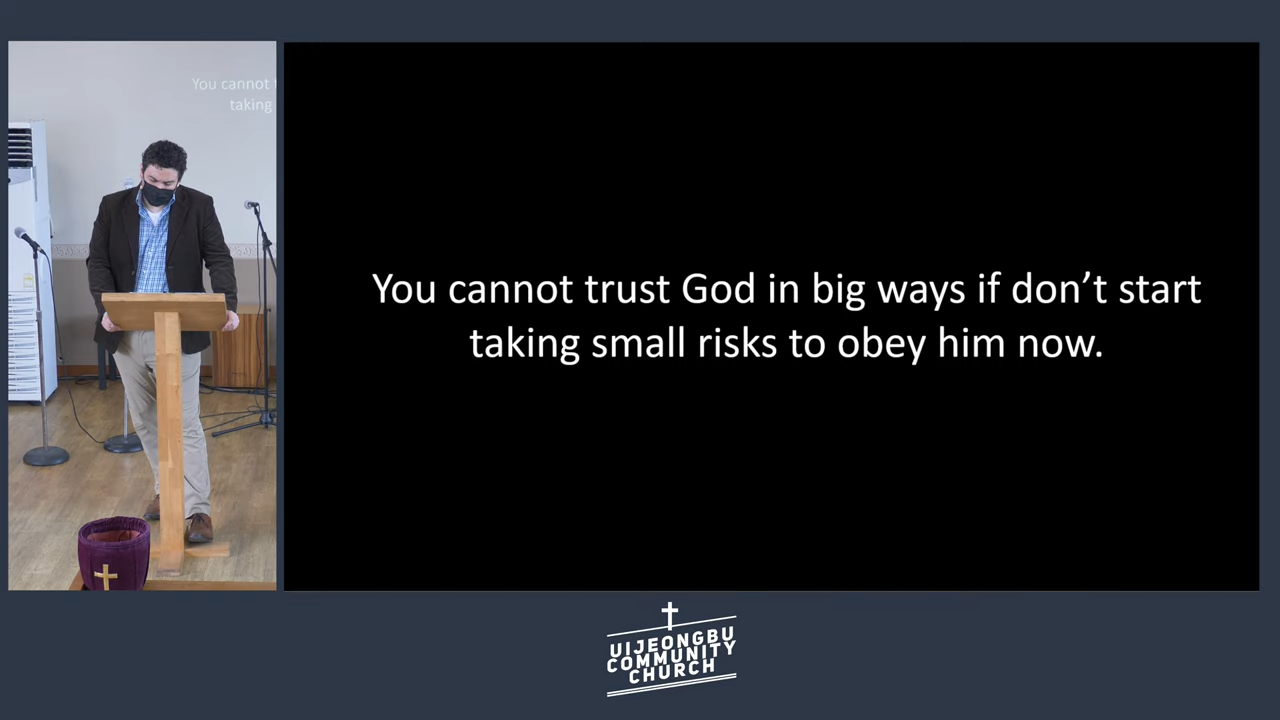 You cannot
taking
You cannot trust God in big ways if don’t start
taking small risks to obey him now.
UIJEONGBU
COMMUNITY
CHURCH